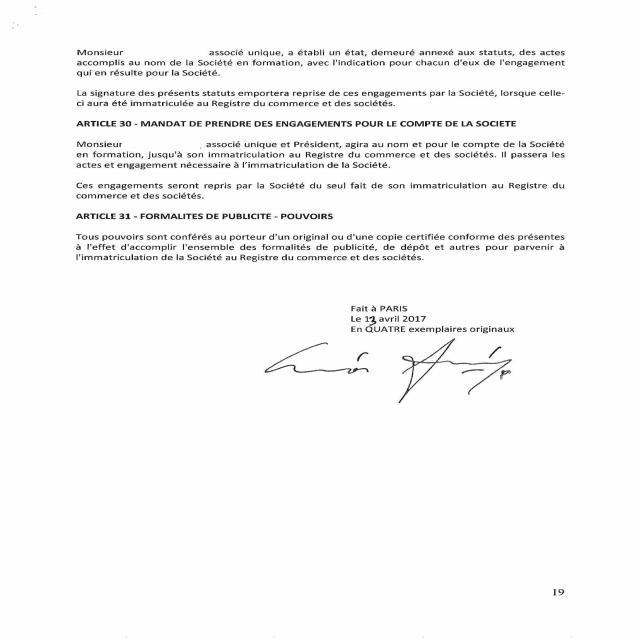 Monsieur associé unique, a établi un état, demeuré annexé aux statuts, des actes
accomplis au nom de la Société en formation, avec l'indication pour chacun d'eux de l'engagement
qui en résulte pour la Société.
La signature des présents statuts emportera reprise de ces engagements par la Société, lorsque celle-
ci aura été immatriculée au Registre du commerce et des sociétés.
ARTICLE 30 - MANDAT DE PRENDRE DES ENGAGEMENTS POUR LE COMPTE DE LA SOCIETE
Monsieur associé unique et Président, agira au nom et pour le compte de la Société
en formation, jusqu'à son immatriculation au Registre du commerce et des sociétés. Il passera les
actes et engagement nécessaire à l'immatriculation de la Société.
Ces engagements seront repris par la Société du seul fait de son immatriculation au Registre du
commerce et des sociétés.
ARTICLE 31 - FORMALITES DE PUBLICITE - POUVOIRS
Tous pouvoirs sont conférés au porteur d'un original ou d'une copie certifiée conforme des présentes
à l'effet d'accomplir l'ensemble des formalités de publicité, de dépôt et autres pour parvenir à
l'immatriculation de la Société au Registre du commerce et des sociétés.
Fait à PARIS
Le 13 avril 2017
En QUATRE exemplaires originaux
19